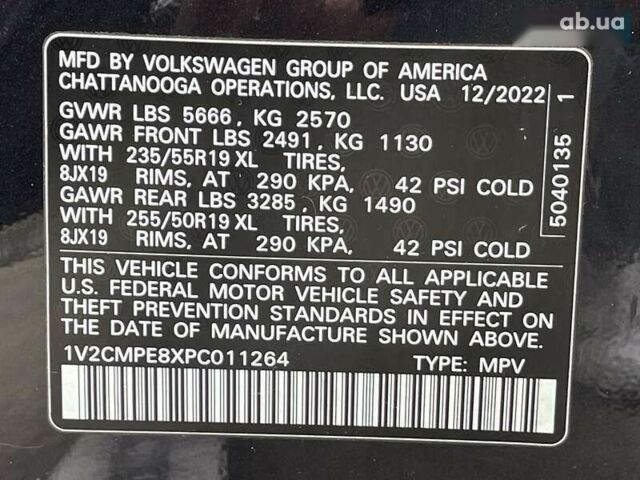 ab.ua
MFD BY VOLKSWAGEN GROUP OF AMERICA
CHATTANOOGA OPERATIONS, LLC. USA 12/2022
GVWR LBS 5666, KG 2570
GAWR FRONT LBS 2491, KG 1130
WITH 235/55R19 XL TIRES,
8JX19 RIMS, AT 290 KPA, 42 PSI COLD
GAWR REAR LBS 3285, KG 1490
WITH 255/50R19 XL TIRES,
8JX19 RIMS, AT 290 KPA, 42 PSI COLD
THIS VEHICLE CONFORMS TO ALL APPLICABLE
U.S. FEDERAL MOTOR VEHICLE SAFETY AND
THEFT PREVENTION STANDARDS IN EFFECT ON
THE DATE OF MANUFACTURE SHOWN ABOVE.
1V2CMPE8XPC011264 TYPE: MPV
5040135 1